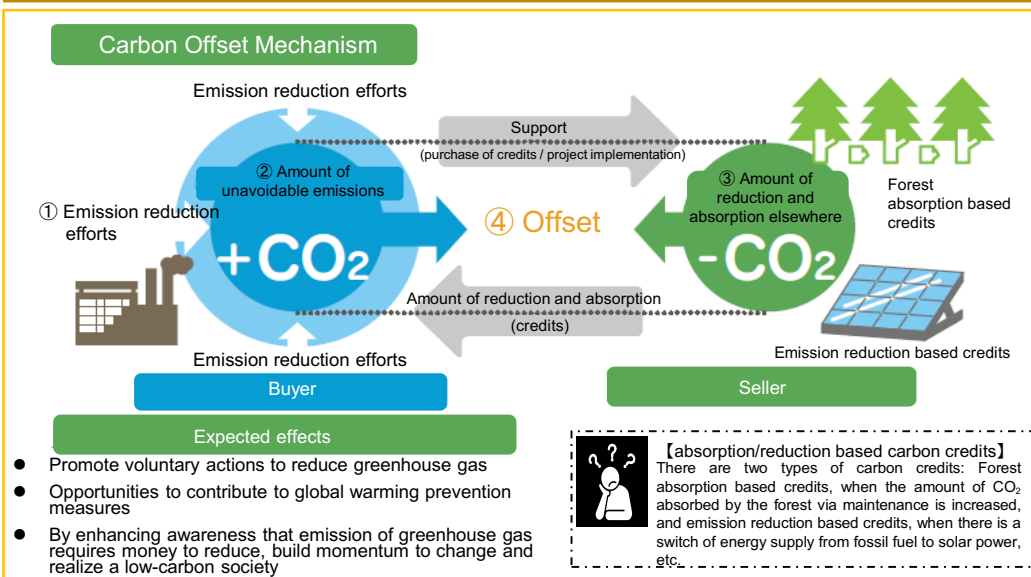 Carbon Offset Mechanism
Emission reduction efforts
Support
(purchase of credits / project implementation)
② Amount of
unavoidable emissions
③ Amount of
reduction and
absorption elsewhere
Forest
absorption based
credits
① Emission reduction
efforts
④ Offset
+CO2
-CO2
Amount of reduction and absorption
(credits)
Emission reduction efforts
Emission reduction based credits
Buyer
Seller
Expected effects
● Promote voluntary actions to reduce greenhouse gas
● Opportunities to contribute to global warming prevention
measures
● By enhancing awareness that emission of greenhouse gas
requires money to reduce, build momentum to change and
realize a low-carbon society
? ? ?
【absorption/reduction based carbon credits】
There are two types of carbon credits: Forest
absorption based credits, when the amount of CO₂
absorbed by the forest via maintenance is increased,
and emission reduction based credits, when there is a
switch of energy supply from fossil fuel to solar power,
etc.